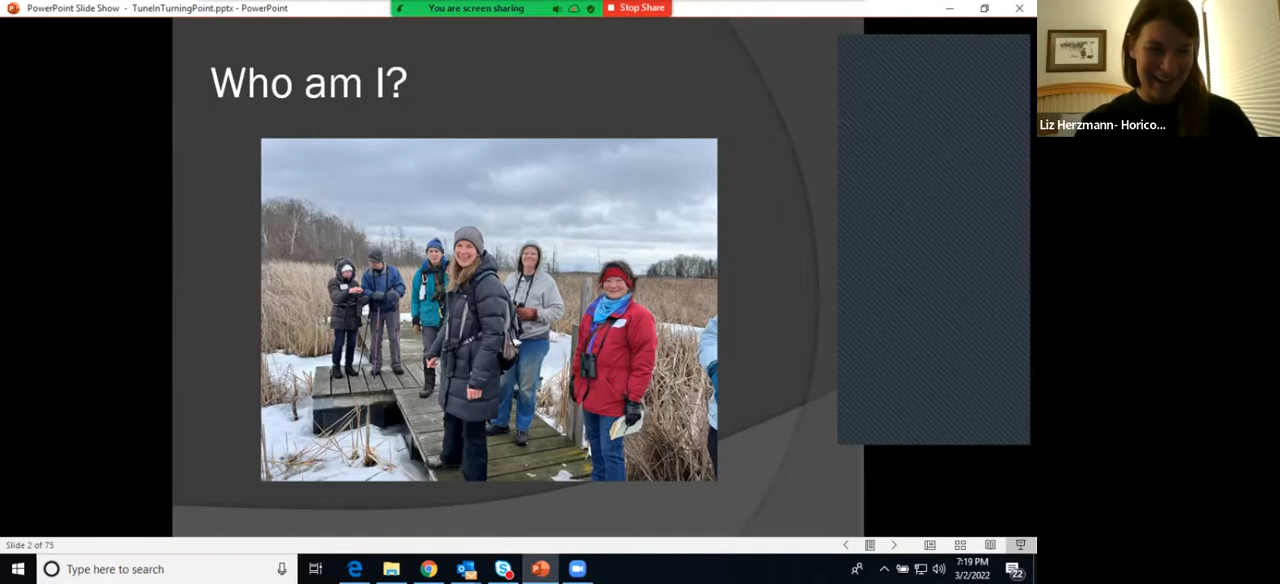 PowerPoint Slide Show - TuneInTurningPoint.pptx - PowerPoint
You are screen sharing
Stop Share
Who am I?
Liz Herzmann- Horico...
Slide 2 of 75
Type here to search
7:19 PM
3/2/2022
22